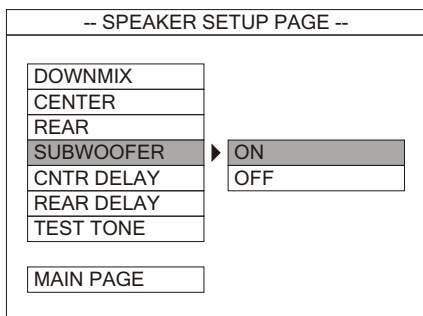 -- SPEAKER SETUP PAGE --
DOWNMIX
CENTER
REAR
SUBWOOFER ON
CNTR DELAY OFF
REAR DELAY
TEST TONE
MAIN PAGE